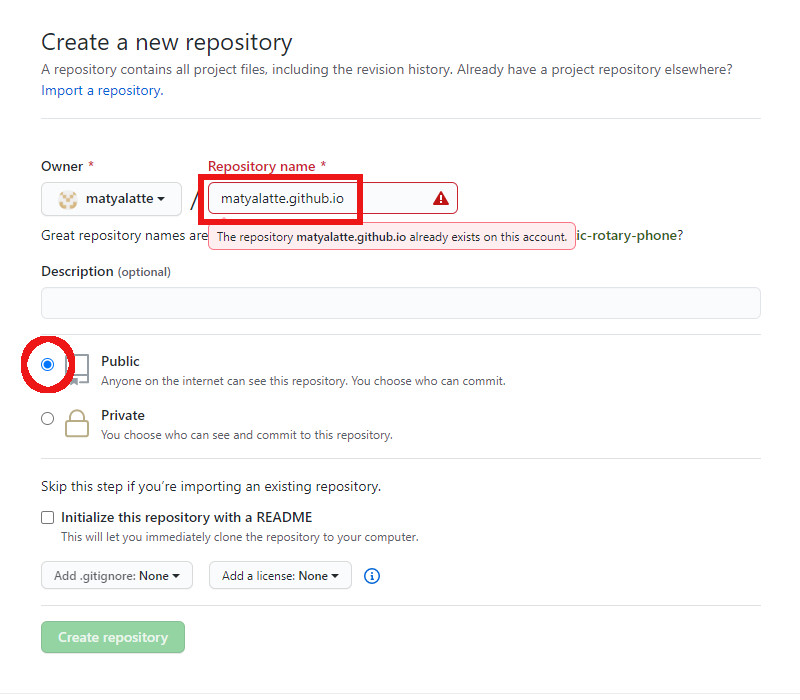 Create a new repository
A repository contains all project files, including the revision history. Already have a project repository elsewhere?
Import a repository.
Owner *
Repository name *
matyalatte
/
matyalatte.github.io
Great repository names are
ic-rotary-phone?
The repository matyalatte.github.io already exists on this account.
Description (optional)
Public
Anyone on the internet can see this repository. You choose who can commit.
Private
You choose who can see and commit to this repository.
Skip this step if you’re importing an existing repository.
Initialize this repository with a README
This will let you immediately clone the repository to your computer.
Add .gitignore: None
Add a license: None
Create repository